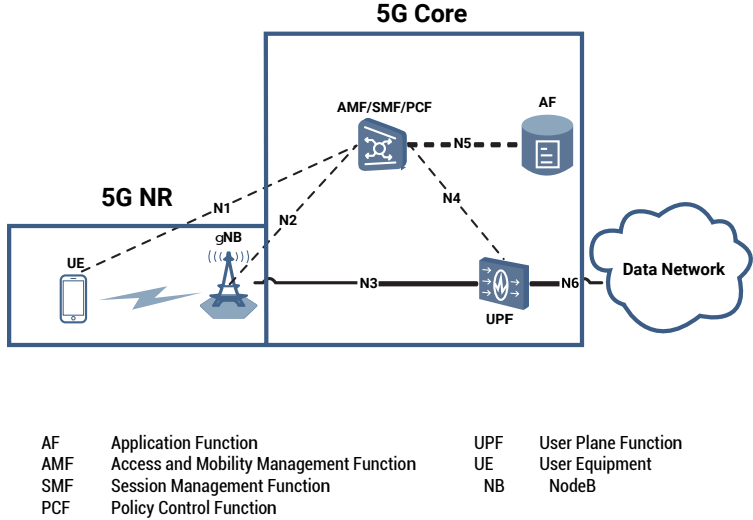 5G Core
AMF/SMF/PCF
AF
N5
5G NR
N1
N2
N4
gNB
UE
Data Network
N3
N6
UPF
AF Application Function
AMF Access and Mobility Management Function
SMF Session Management Function
PCF Policy Control Function
UPF User Plane Function
UE User Equipment
NB NodeB